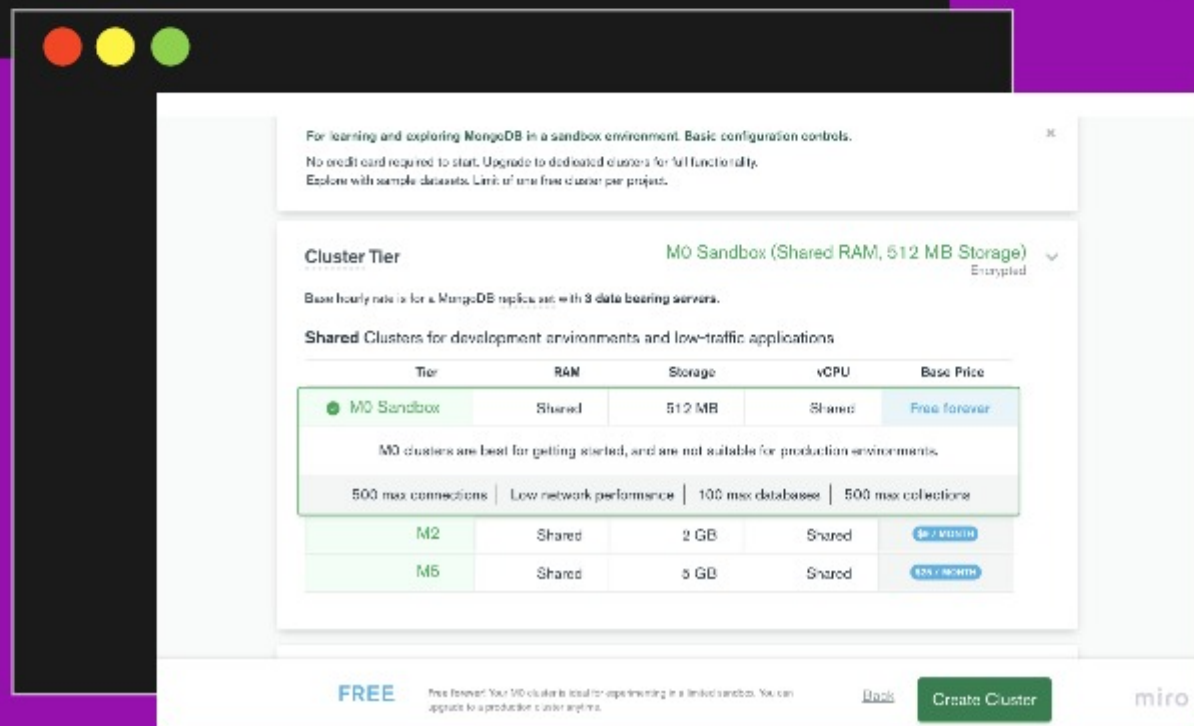 For learning and exploring MongoDB in a sandbox environment. Basic configuration controls.
No credit card required to start. Upgrade to dedicated clusters for full functionality.
Explore with sample datasets. Limit of one free cluster per project.
Cluster Tier
M0 Sandbox (Shared RAM, 512 MB Storage)
Encrypted
Base hourly rate is for a MongoDB replica set with 3 data bearing servers.
Shared Clusters for development environments and low-traffic applications
Tier RAM Storage vCPU Base Price
M0 Sandbox Shared 512 MB Shared Free forever
M0 clusters are best for getting started, and are not suitable for production environments.
500 max connections Low network performance 100 max databases 500 max collections
M2 Shared 2 GB Shared $9 / MONTH
M5 Shared 5 GB Shared $25 / MONTH
FREE
Free forever! Your M0 cluster is ideal for experimenting in a limited sandbox. You can
upgrade to a production cluster anytime.
Back
Create Cluster
miro